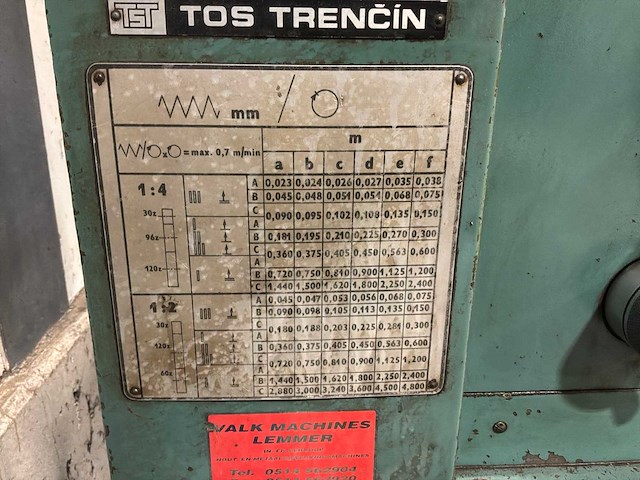 TST TOS TRENČÍN
mm /
= max. 0,7 m/min m
a b c d e f
1:4 A 0,023 0,024 0,026 0,027 0,035 0,038
B 0,045 0,048 0,051 0,054 0,068 0,075
30z C 0,090 0,095 0,102 0,108 0,135 0,150
A
96z B 0,181 0,195 0,210 0,225 0,270 0,300
C 0,360 0,375 0,405 0,450 0,563 0,600
A
120z B 0,720 0,750 0,810 0,900 1,125 1,200
C 1,440 1,500 1,620 1,800 2,250 2,400
1:2 A 0,045 0,047 0,053 0,056 0,068 0,075
B 0,090 0,098 0,105 0,113 0,135 0,150
30z C 0,180 0,188 0,203 0,225 0,281 0,300
A
120z B 0,360 0,375 0,405 0,450 0,563 0,600
C 0,720 0,750 0,810 0,900 1,125 1,200
60z A
B 1,440 1,500 1,620 1,800 2,250 2,400
C 2,880 3,000 3,240 3,600 4,500 4,800
VALK MACHINES
LEMMER
Tel.